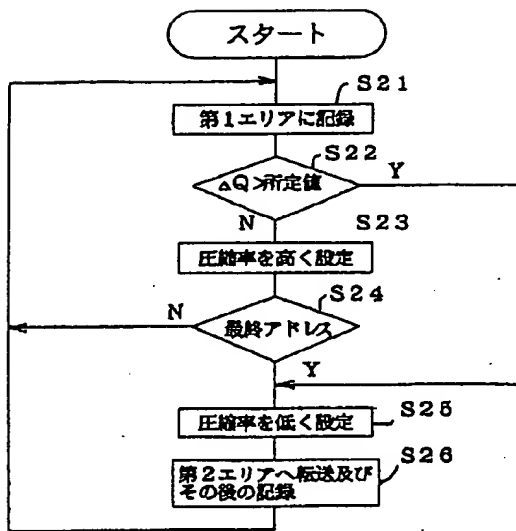 スタート
S21
第1エリアに記録
S22
△Q>所定値
Y
N
S23
圧縮率を高く設定
S24
N
最終アドレス
Y
S25
圧縮率を低く設定
S26
第2エリアへ転送及び
その後の記録